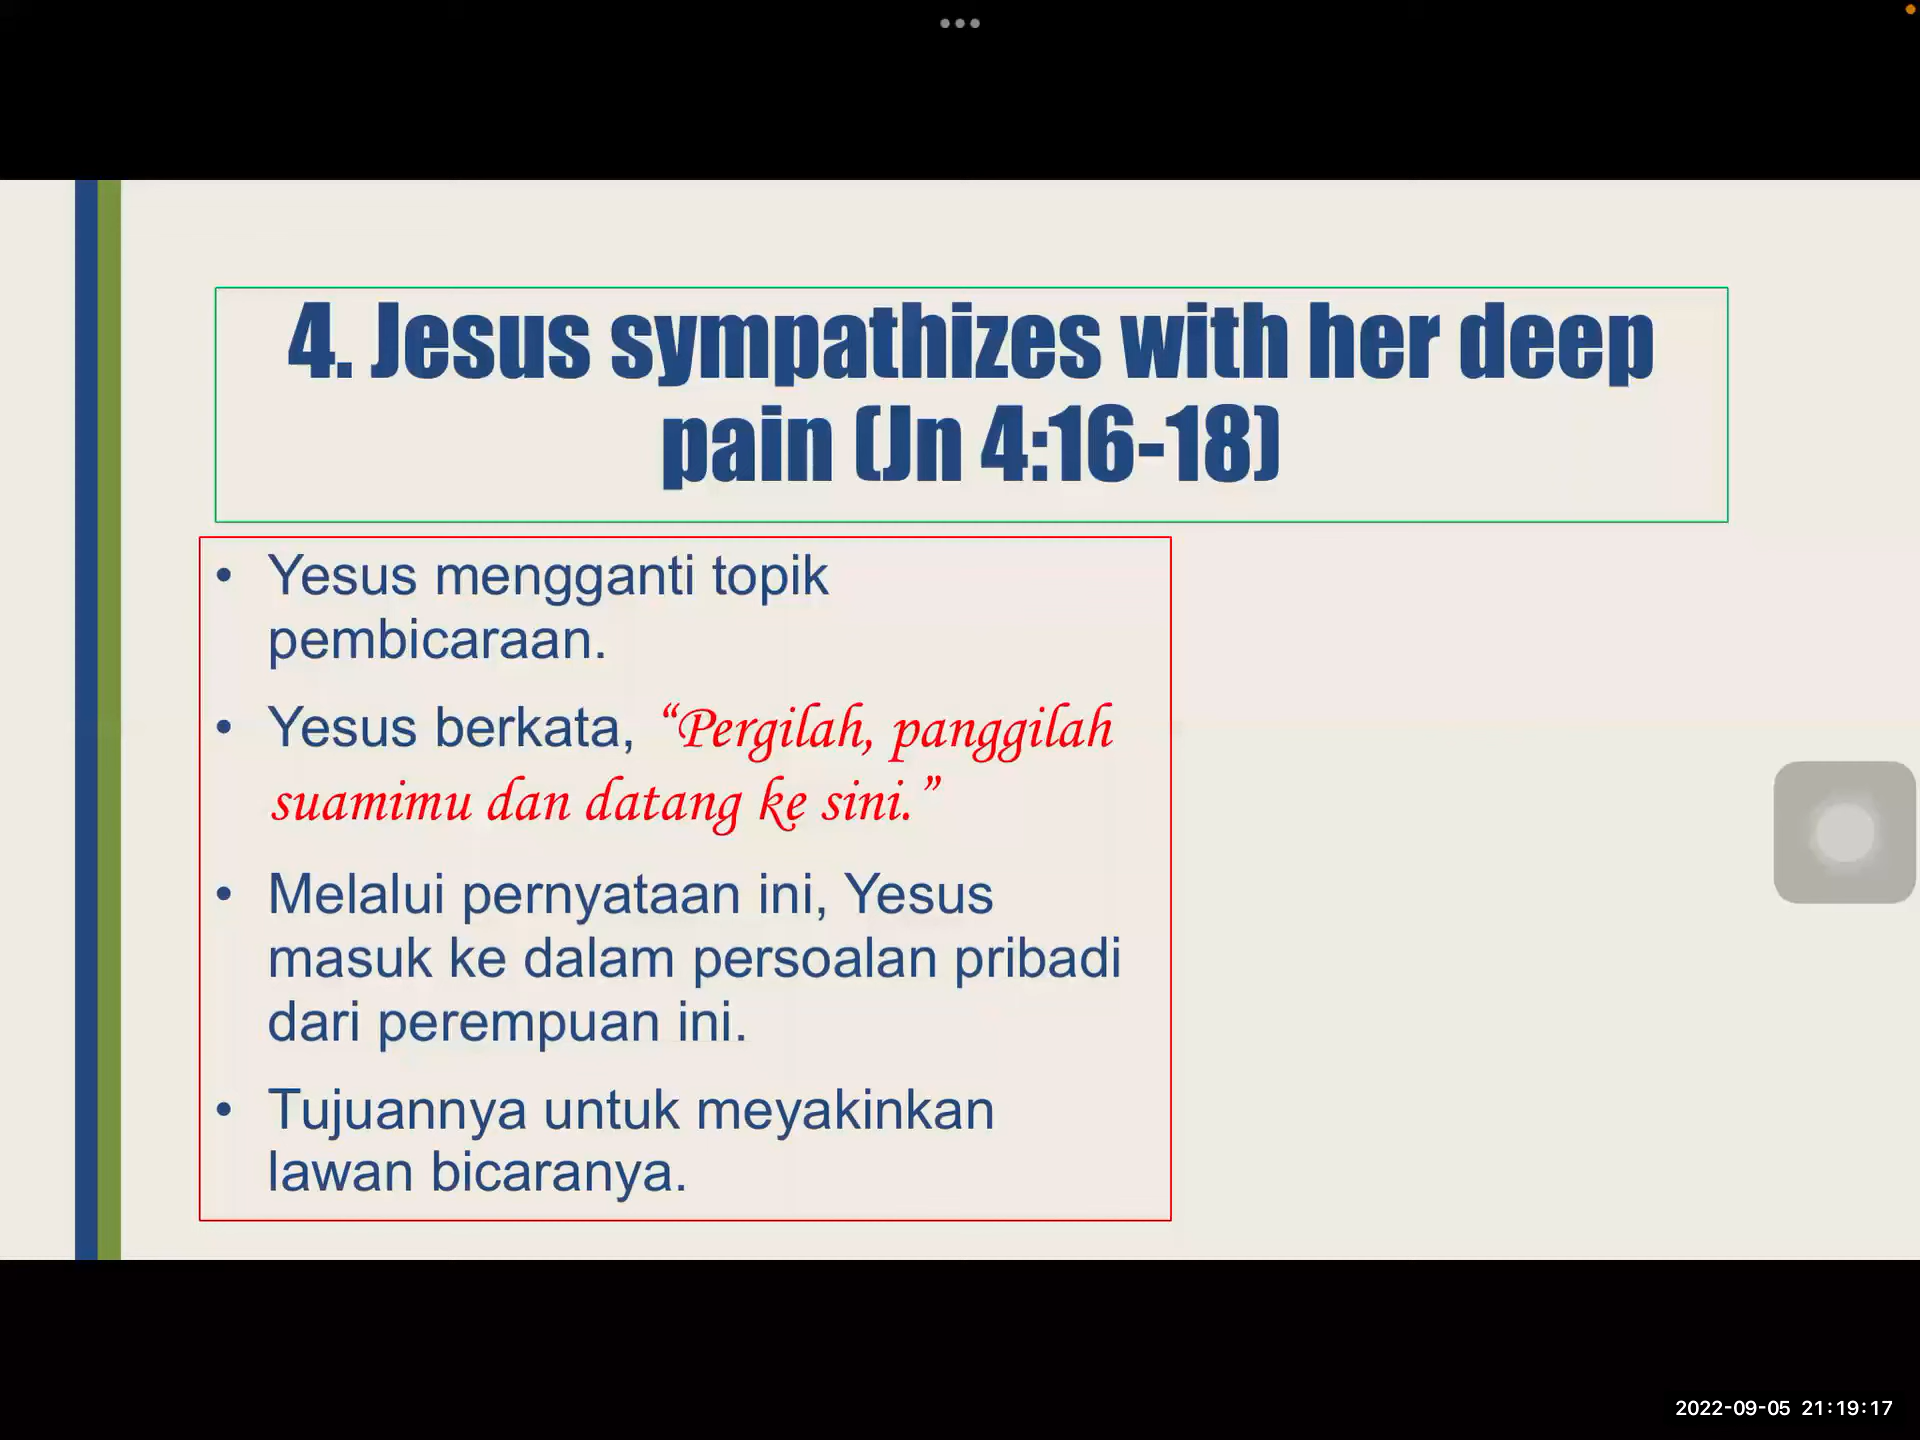 4. Jesus sympathizes with her deep
pain (Jn 4:16-18)
• Yesus mengganti topik
pembicaraan.
• Yesus berkata, “Pergilah, panggilah
suamimu dan datang ke sini.”
• Melalui pernyataan ini, Yesus
masuk ke dalam persoalan pribadi
dari perempuan ini.
• Tujuannya untuk meyakinkan
lawan bicaranya.
2022-09-05 21:19:17